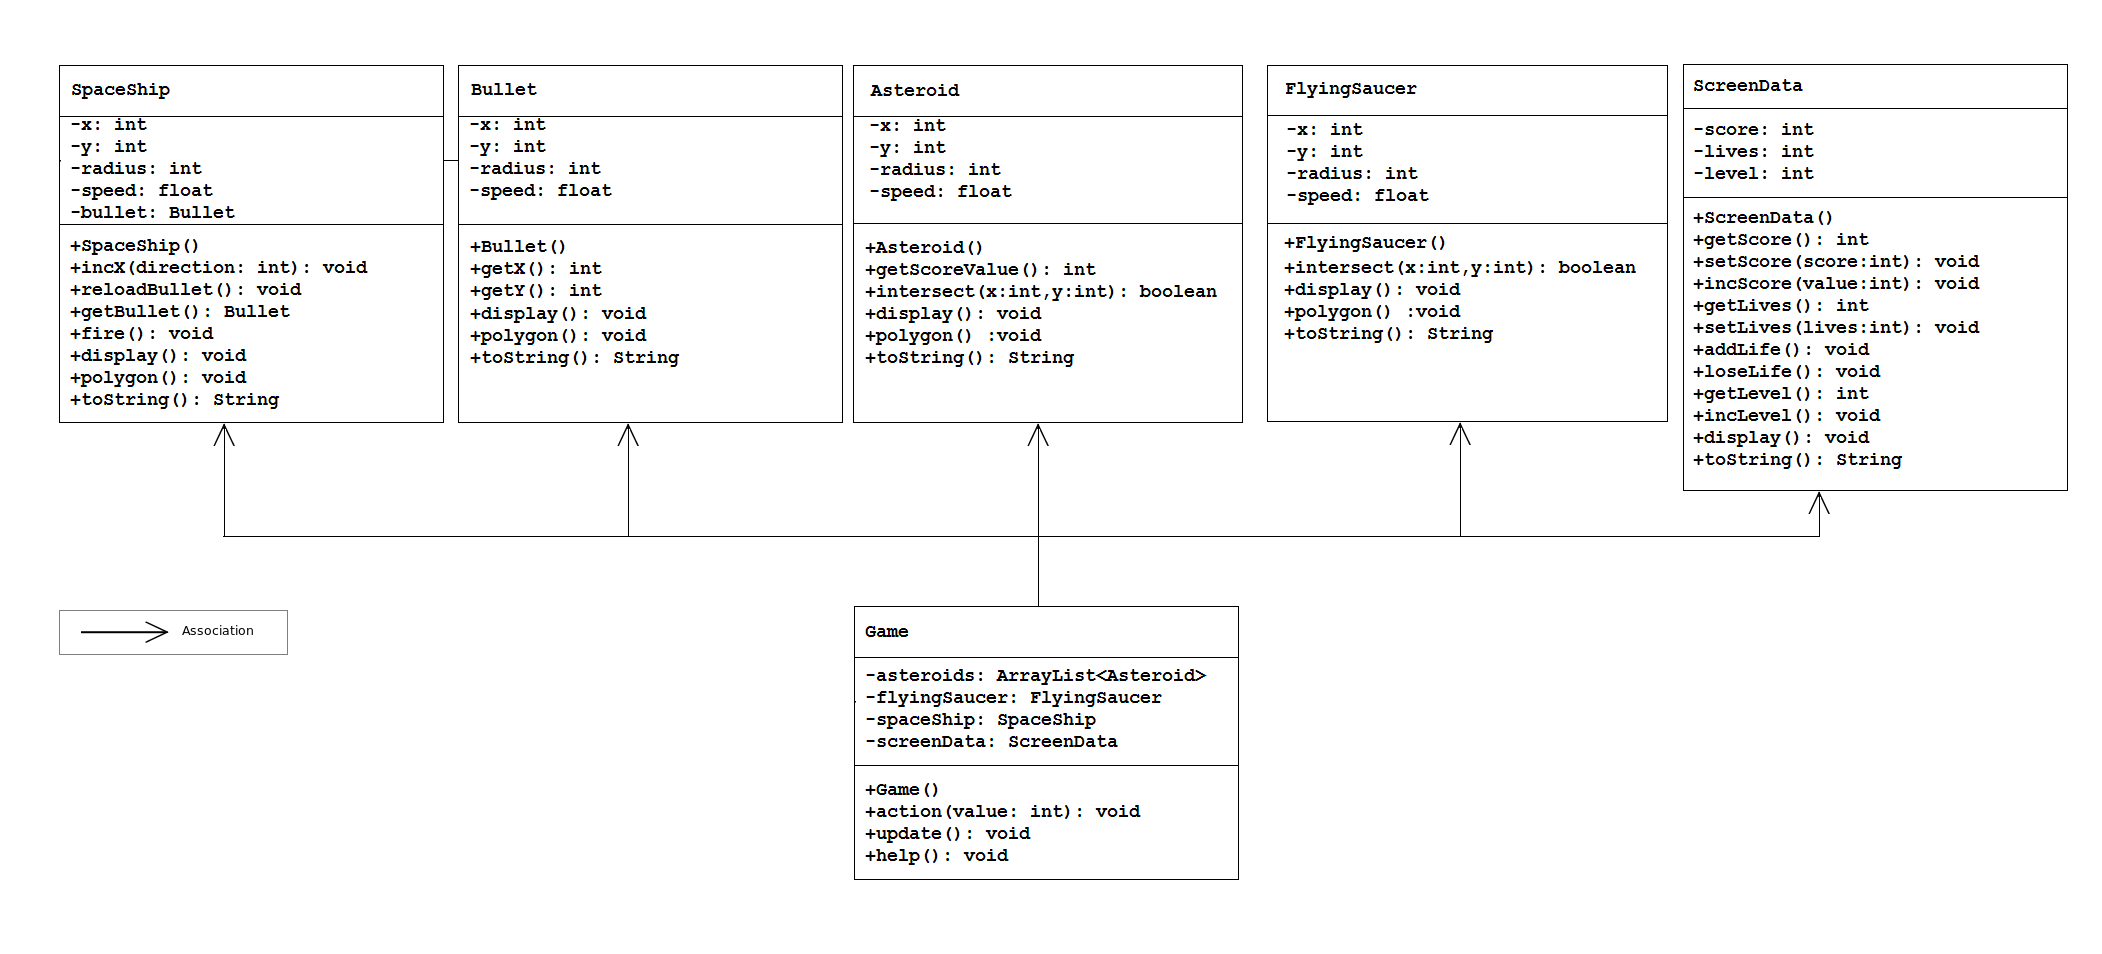 SpaceShip
-x: int
-y: int
-radius: int
-speed: float
-bullet: Bullet
+SpaceShip()
+incX(direction: int): void
+reloadBullet(): void
+getBullet(): Bullet
+fire(): void
+display(): void
+polygon(): void
+toString(): String
Bullet
-x: int
-y: int
-radius: int
-speed: float
+Bullet()
+getX(): int
+getY(): int
+display(): void
+polygon(): void
+toString(): String
Asteroid
-x: int
-y: int
-radius: int
-speed: float
+Asteroid()
+getScoreValue(): int
+intersect(x:int,y:int): boolean
+display(): void
+polygon() :void
+toString(): String
FlyingSaucer
-x: int
-y: int
-radius: int
-speed: float
+FlyingSaucer()
+intersect(x:int,y:int): boolean
+display(): void
+polygon() :void
+toString(): String
ScreenData
-score: int
-lives: int
-level: int
+ScreenData()
+getScore(): int
+setScore(score:int): void
+incScore(value:int): void
+getLives(): int
+setLives(lives:int): void
+addLife(): void
+loseLife(): void
+getLevel(): int
+incLevel(): void
+display(): void
+toString(): String
Association
Game
-asteroids: ArrayList<Asteroid>
-flyingSaucer: FlyingSaucer
-spaceShip: SpaceShip
-screenData: ScreenData
+Game()
+action(value: int): void
+update(): void
+help(): void